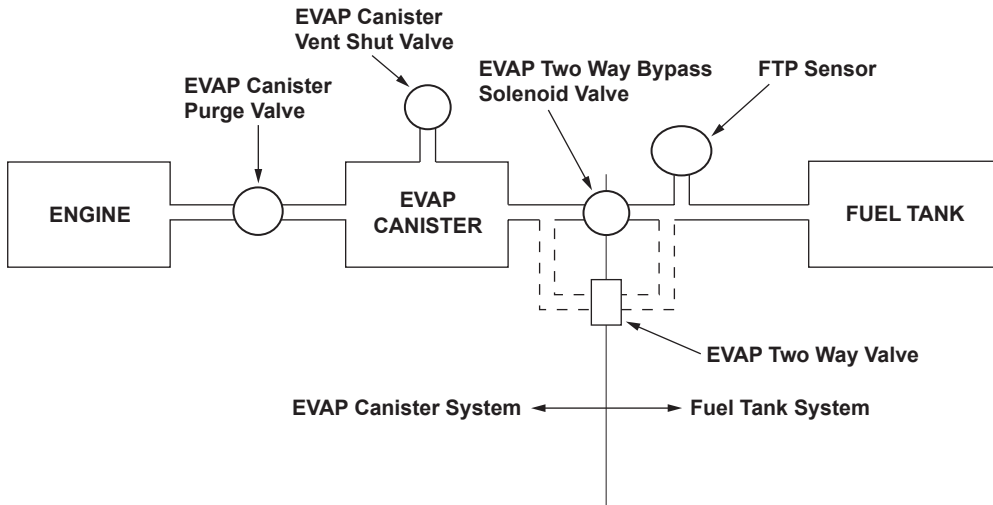 EVAP Canister
Vent Shut Valve
EVAP Canister
Purge Valve
EVAP Two Way Bypass
Solenoid Valve
FTP Sensor
ENGINE
EVAP
CANISTER
FUEL TANK
EVAP Two Way Valve
EVAP Canister System
Fuel Tank System